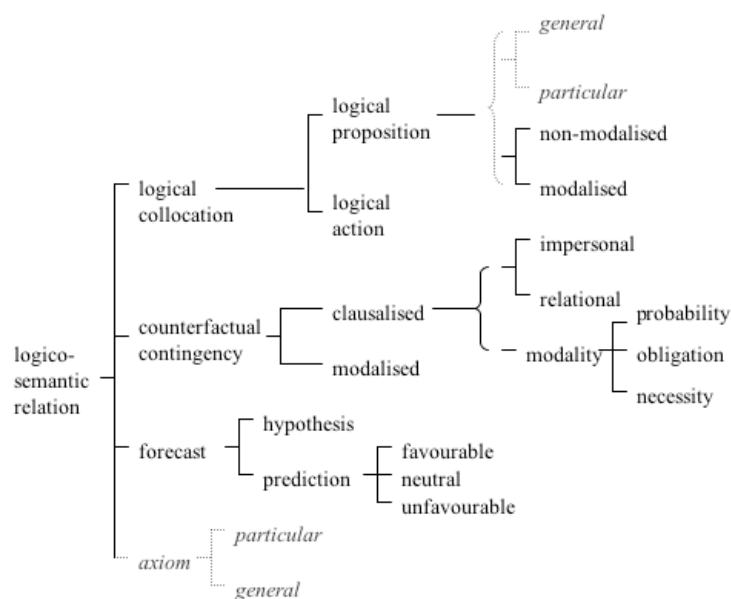 general
particular
logical
proposition
non-modalised
modalised
logical
collocation
logical
action
impersonal
relational
counterfactual
contingency
clausalised
modality
probability
obligation
necessity
modalised
logico-
semantic
relation
forecast
hypothesis
prediction
favourable
neutral
unfavourable
axiom
particular
general